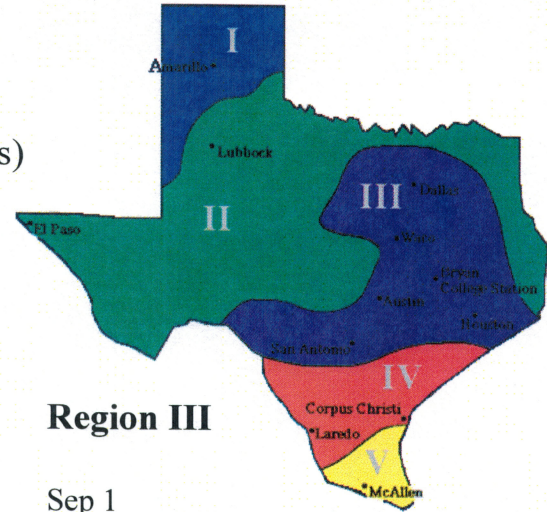 I
Amarillo
s)
Lubbock
III
Dallas
II
El Paso
Waco
Bryan
College Station
Austin
Houston
San Antonio
IV
Region III
Corpus Christi
Laredo
V
McAllen
Sep 1